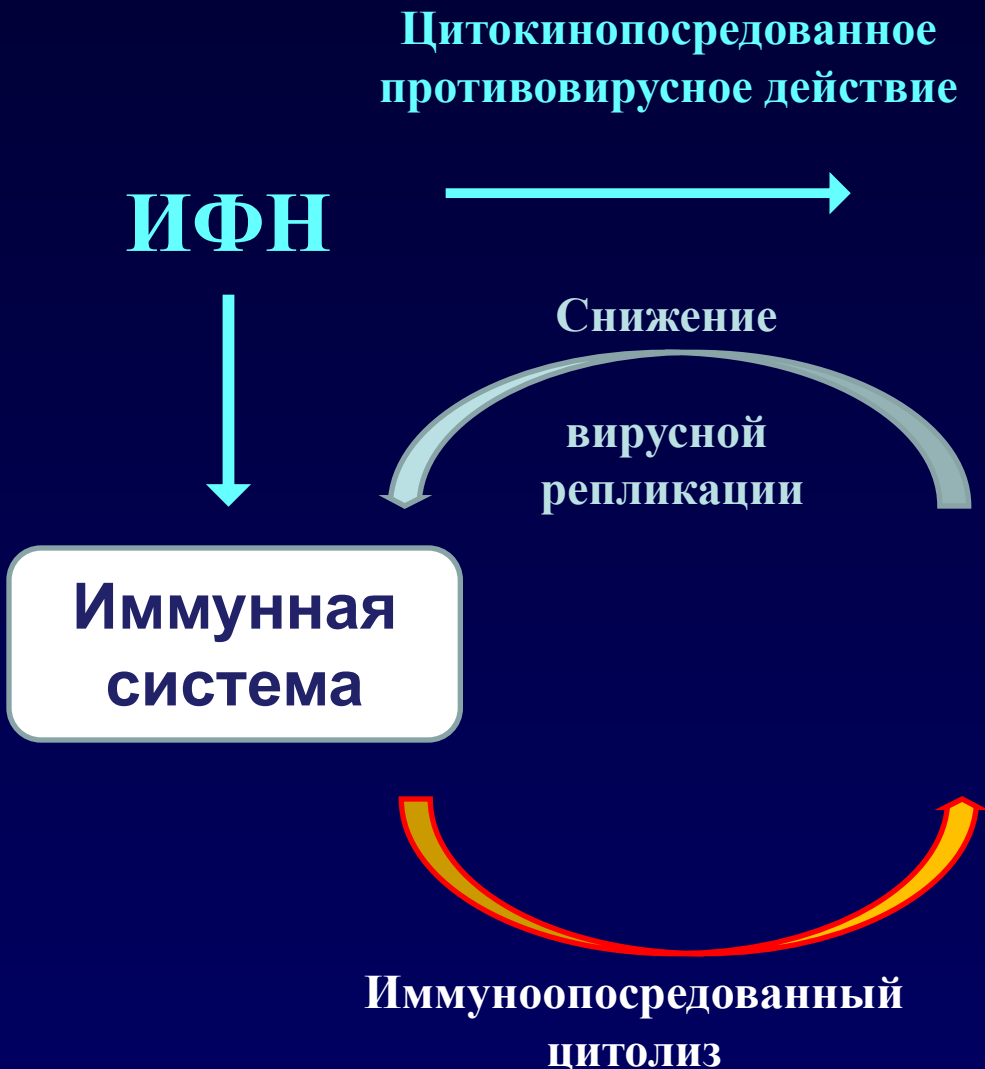 Цитокинопосредованное
противовирусное действие
ИФН
Снижение
вирусной
репликации
Иммунная
система
Иммуноопосредованный
цитолиз